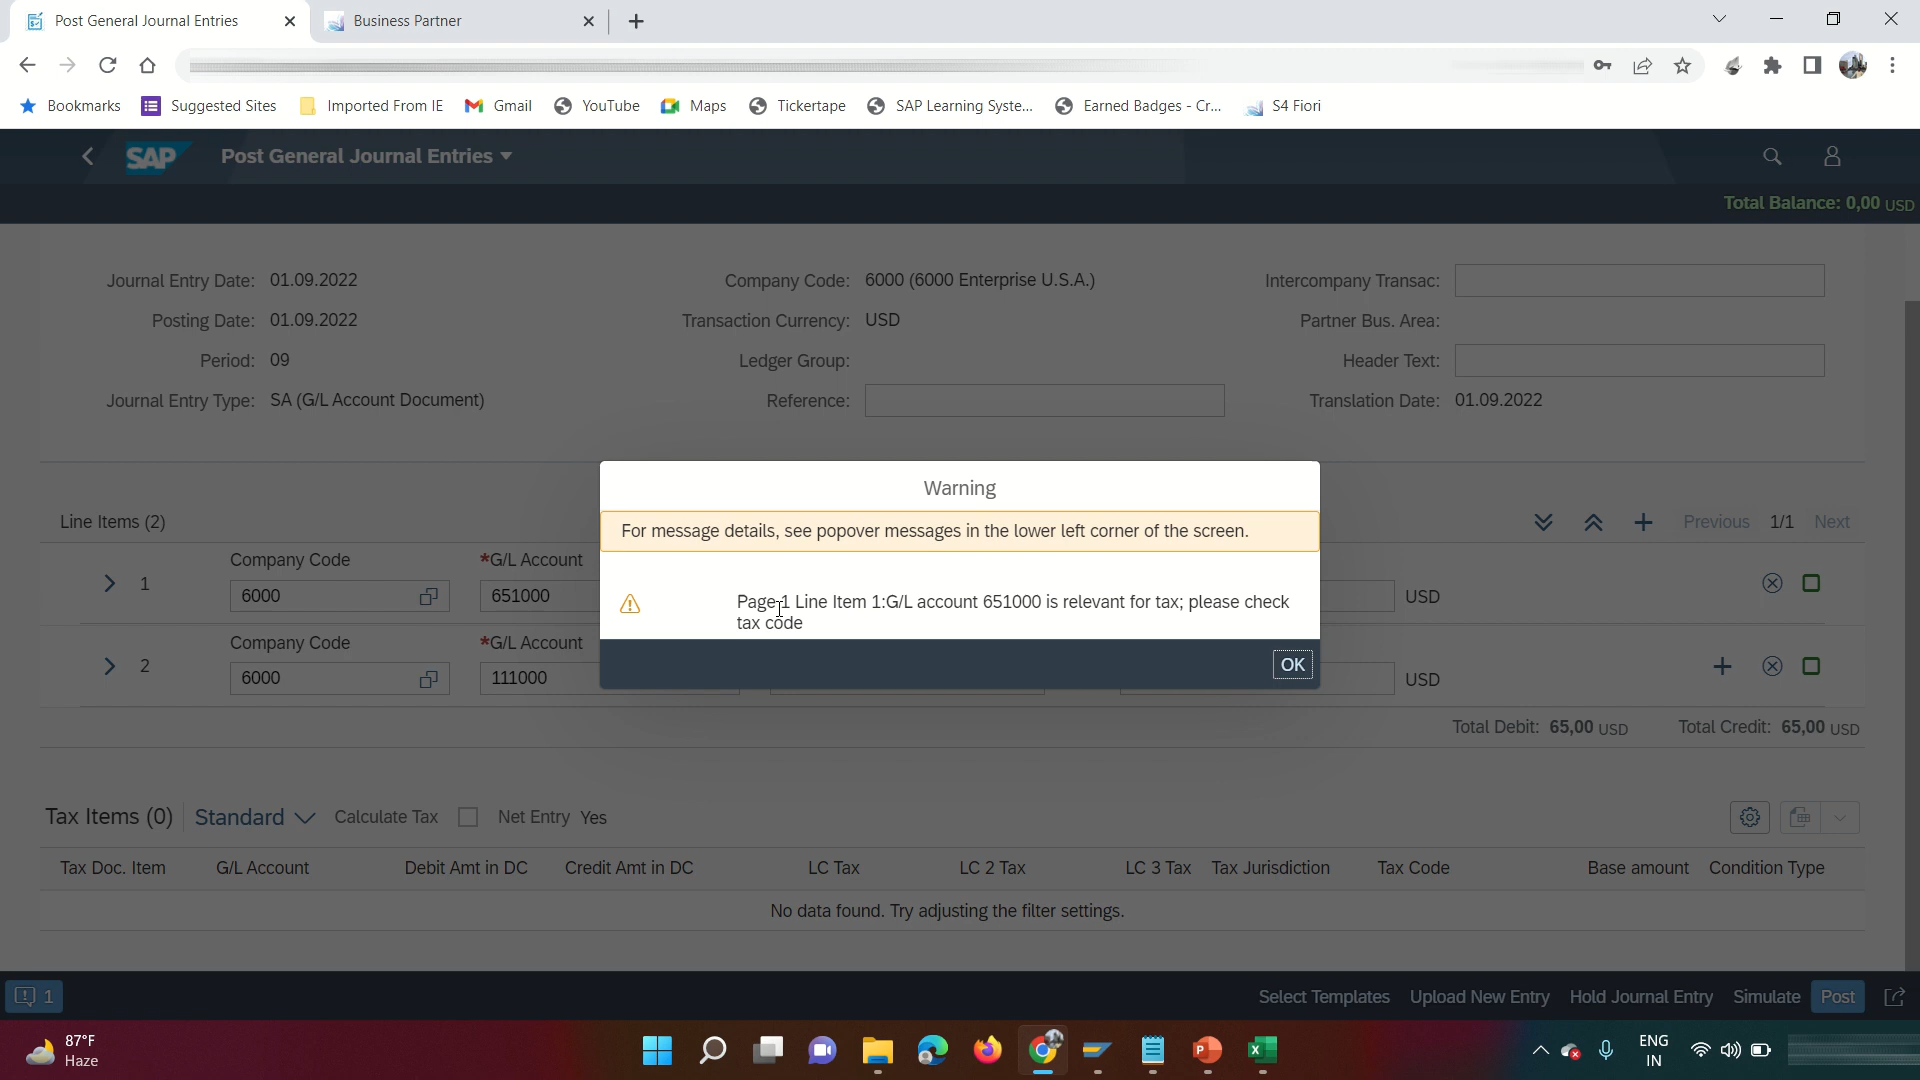 Post General Journal Entries
Business Partner
Bookmarks Suggested Sites Imported From IE Gmail YouTube Maps Tickertape SAP Learning Syste... Earned Badges - Cr... S4 Fiori
SAP Post General Journal Entries
Total Balance: 0,00 USD
Journal Entry Date: 01.09.2022 Company Code: 6000 (6000 Enterprise U.S.A.) Intercompany Transac:
Posting Date: 01.09.2022 Transaction Currency: USD Partner Bus. Area:
Period: 09 Ledger Group: Header Text:
Journal Entry Type: SA (G/L Account Document) Reference: Translation Date: 01.09.2022
Warning
For message details, see popover messages in the lower left corner of the screen.
Page 1 Line Item 1:G/L account 651000 is relevant for tax; please check
tax code
OK
Line Items (2) Previous 1/1 Next
Company Code *G/L Account
1 6000 651000 USD
Company Code *G/L Account
2 6000 111000 USD
Total Debit: 65,00 USD Total Credit: 65,00 USD
Tax Items (0) Standard Calculate Tax Net Entry Yes
Tax Doc. Item G/L Account Debit Amt in DC Credit Amt in DC LC Tax LC 2 Tax LC 3 Tax Tax Jurisdiction Tax Code Base amount Condition Type
No data found. Try adjusting the filter settings.
1 Select Templates Upload New Entry Hold Journal Entry Simulate Post
87°F
Haze
ENG
IN